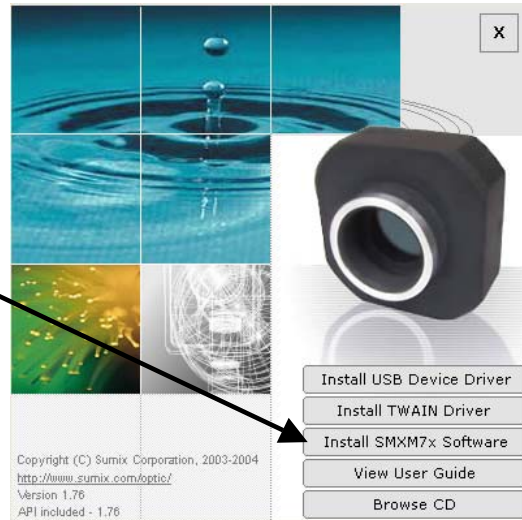 X
Install USB Device Driver
Install TWAIN Driver
Install SMXM7x Software
View User Guide
Browse CD
Copyright (C) Sumix Corporation, 2003-2004
http://www.sumix.com/optic/
Version 1.76
API included - 1.76